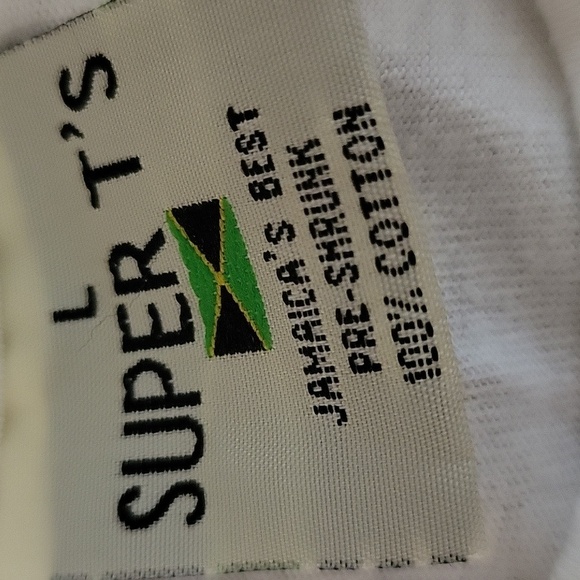 L
SUPER T'S
JAMAICA'S BEST
PRE-SHRUNK
100% COTTON